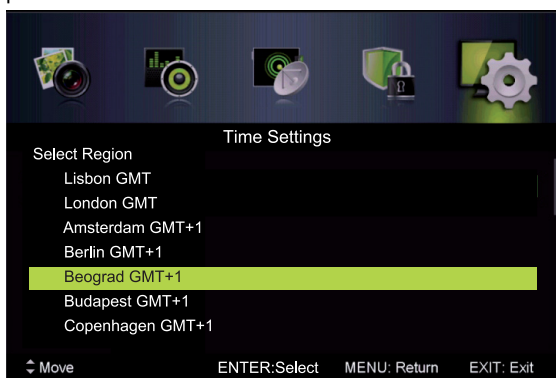 Time Settings
Select Region
Lisbon GMT
London GMT
Amsterdam GMT+1
Berlin GMT+1
Beograd GMT+1
Budapest GMT+1
Copenhagen GMT+1
Move ENTER:Select MENU: Return EXIT: Exit